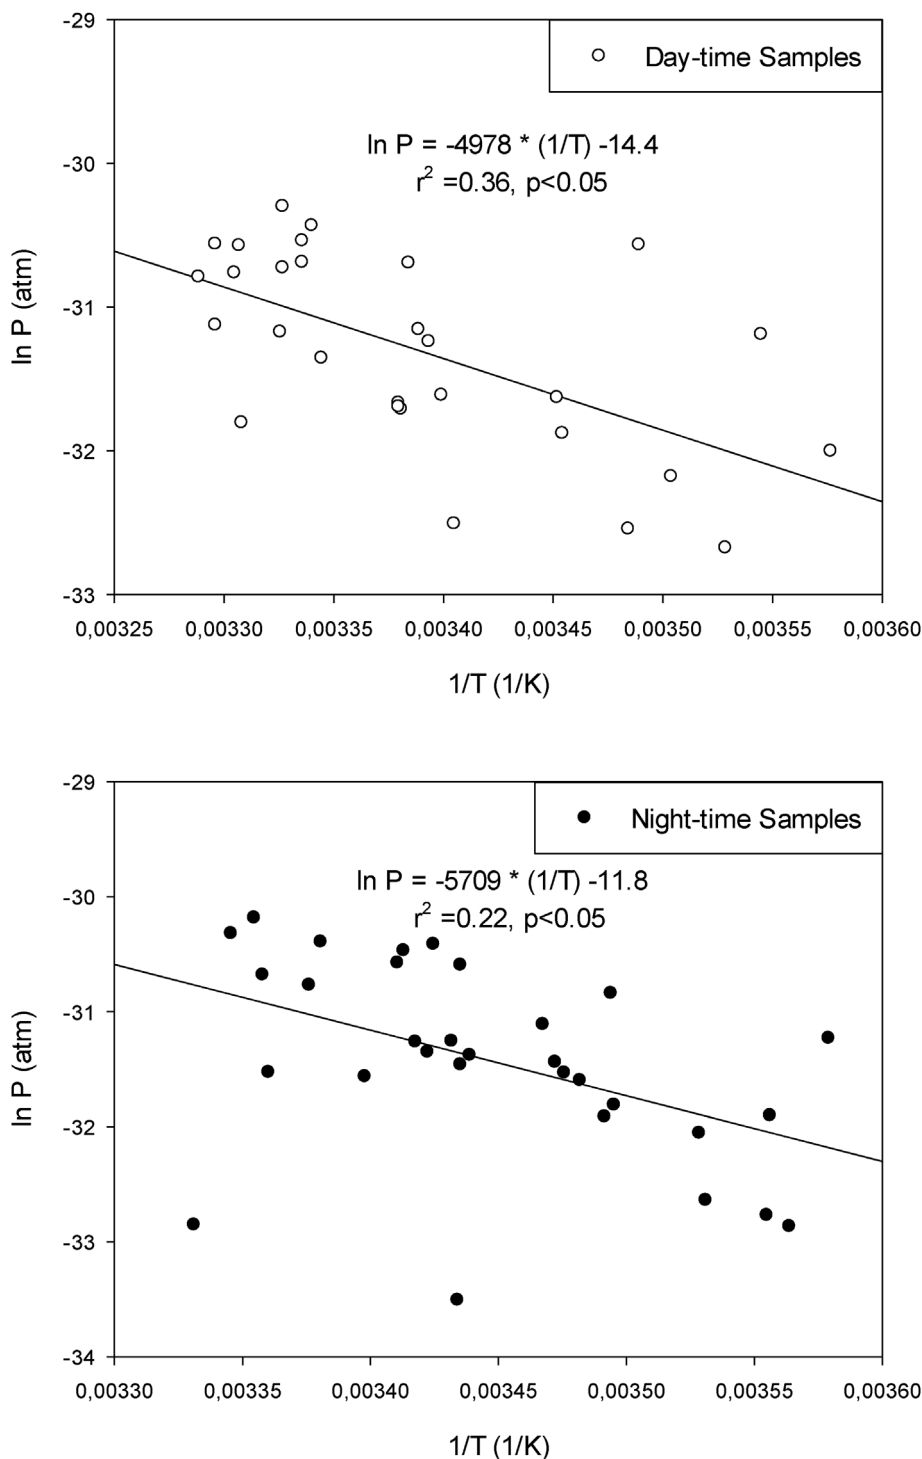 -29
Day-time Samples
ln P = -4978 * (1/T) -14.4
r² =0.36, p<0.05
-30
-31
-32
-33
ln P (atm)
0,00325 0,00330 0,00335 0,00340 0,00345 0,00350 0,00355 0,00360
1/T (1/K)
-29
Night-time Samples
ln P = -5709 * (1/T) -11.8
r² =0.22, p<0.05
-30
-31
-32
-33
-34
ln P (atm)
0,00330 0,00335 0,00340 0,00345 0,00350 0,00355 0,00360
1/T (1/K)